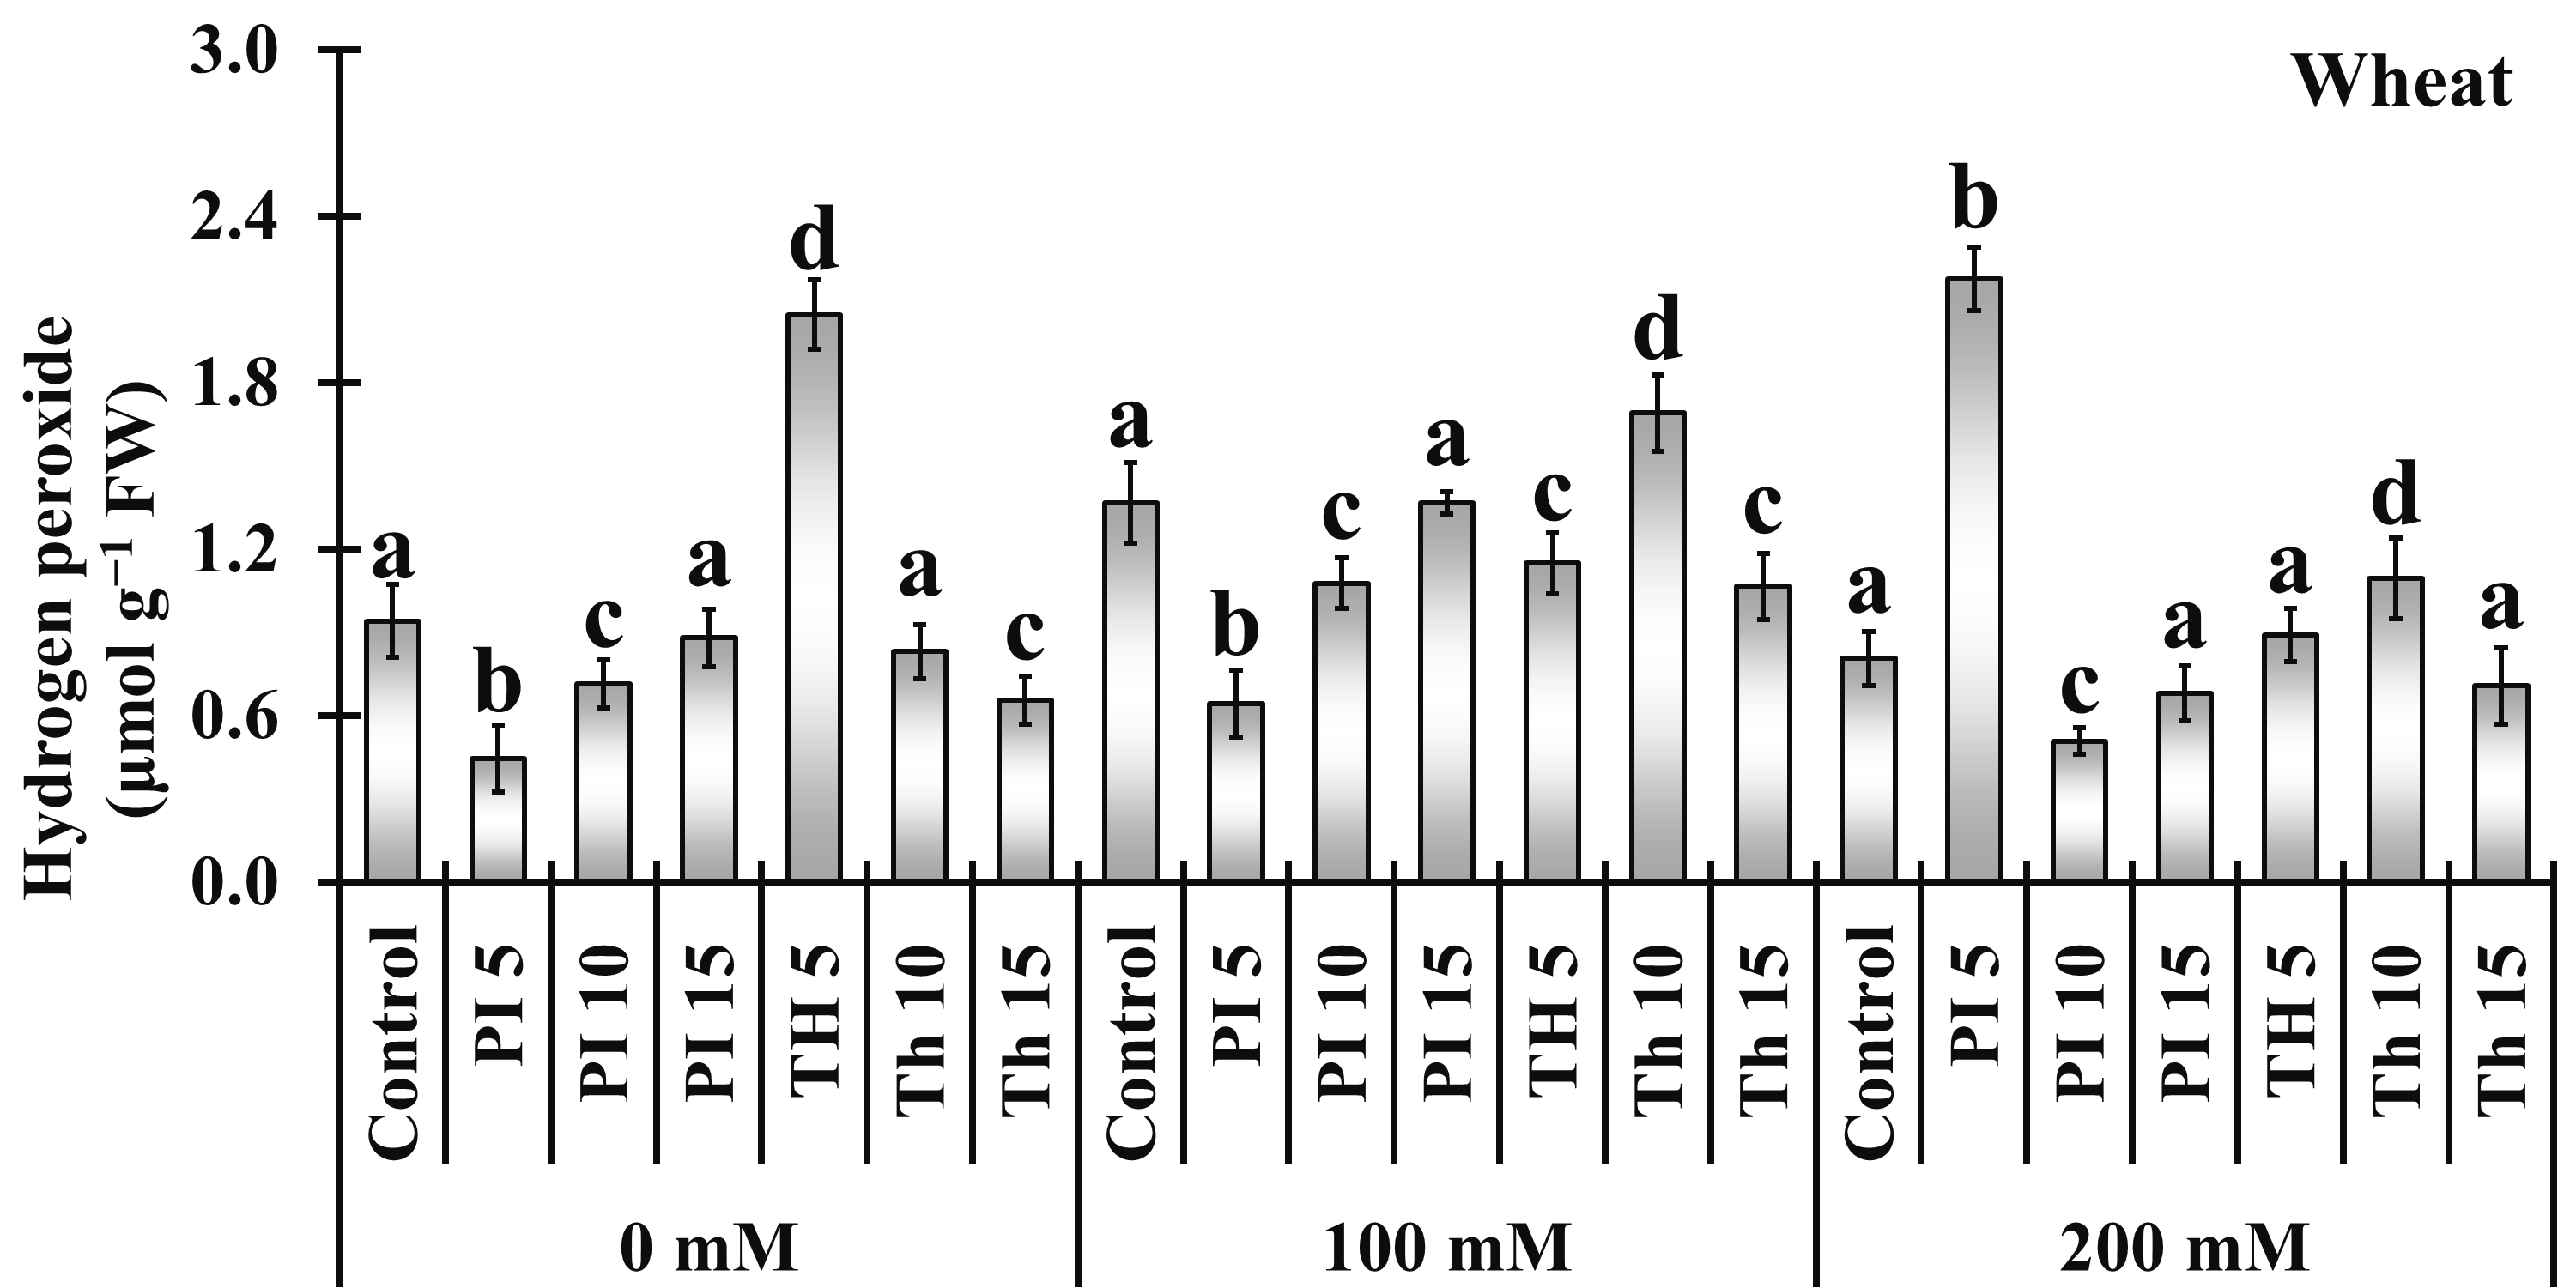 Wheat
Hydrogen peroxide
(µmol g⁻¹ FW)
3.0
2.4
1.8
1.2
0.6
0.0
a
b
c
a
d
a
c
a
b
c
a
c
d
c
a
b
c
a
a
d
a
Control
PI 5
PI 10
PI 15
TH 5
Th 10
Th 15
Control
PI 5
PI 10
PI 15
TH 5
Th 10
Th 15
Control
PI 5
PI 10
PI 15
TH 5
Th 10
Th 15
0 mM
100 mM
200 mM